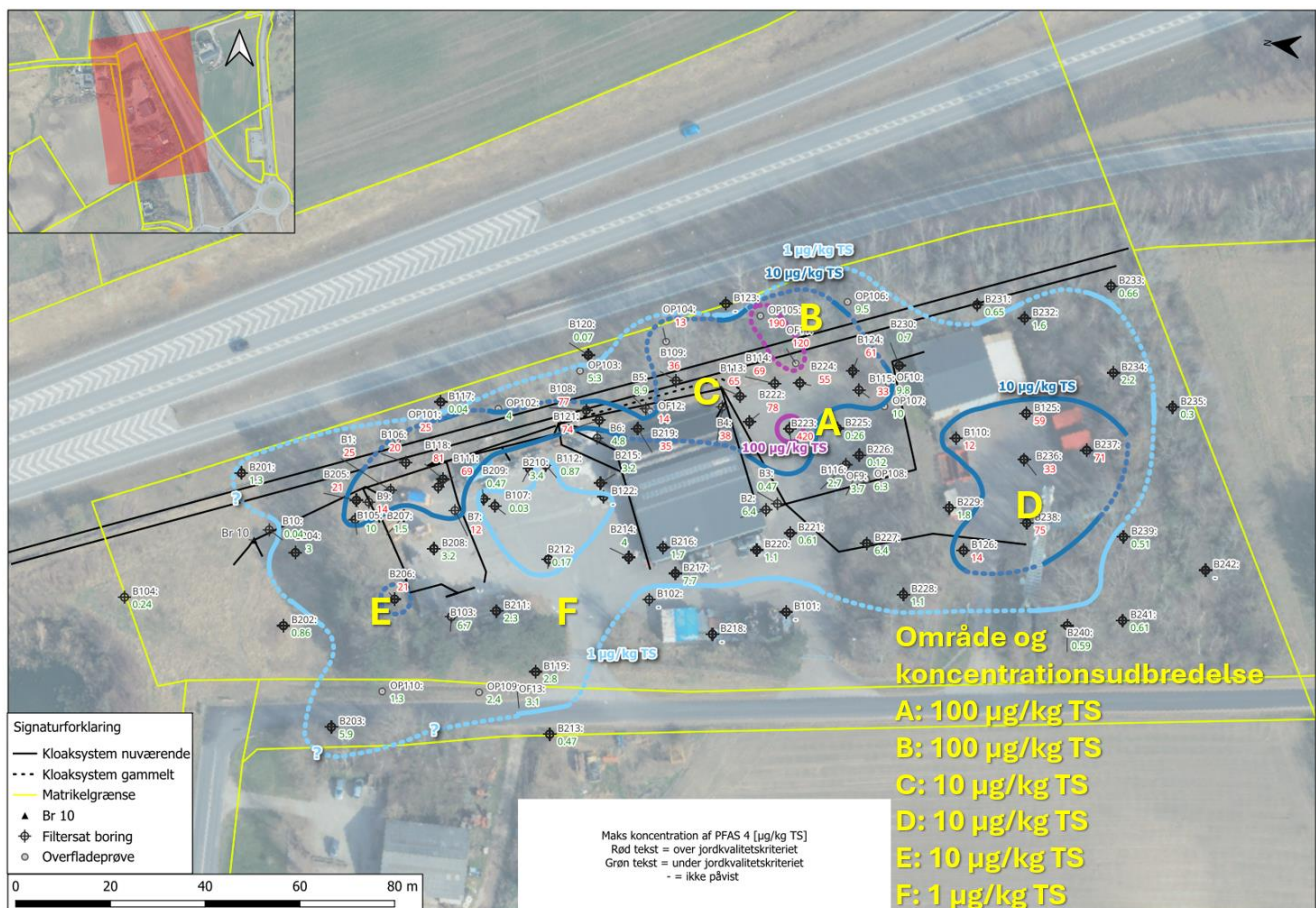 N
1 µg/kg TS
10 µg/kg TS
B233:
0.66
B123:
-
OP105:
190
OP106:
9.5
B231:
0.65
B232:
1.6
OP104:
13
B
120
B120:
0.07
B230:
0.7
B109:
36
B114:
69
B124:
61
B234:
2.2
OP103:
5.3
B5:
8.9
B113:
65
B224:
55
B115:
33
OF10:
9.8
10 µg/kg TS
B235:
0.3
B117:
0.04
OP102:
4
B108:
77
C
OP107:
10
B125:
59
OP101:
25
OF12:
14
B222:
78
A
B121:
74
B6:
4.8
B4:
38
B223:
420
B225:
0.26
B110:
12
B1:
25
B106:
20
B219:
35
100 µg/kg TS
B226:
0.12
B237:
71
B118:
81
B215:
3.2
B236:
33
B201:
1.3
B205:
21
B111:
69
B209:
0.47
B210:
3.4
B112:
0.87
B3:
0.47
B116:
2.7
OF9:
3.7
OP108:
6.3
?
B9:
14
B107:
0.03
B122:
-
B2:
6.4
B229:
1.8
D
B10:
0.04
B105:
10
B207:
1.5
B7:
12
B238:
75
Br 10
B204:
3
B208:
3.2
B214:
4
B221:
0.61
B227:
6.4
B239:
0.51
B212:
0.17
B216:
1.7
B220:
1.1
B126:
14
B104:
0.24
B206:
21
B217:
7.7
B242:
-
E
B103:
6.7
B211:
2.3
F
B102:
-
B101:
-
B228:
1.1
B202:
0.86
B218:
-
B241:
0.61
B240:
0.59
1 µg/kg TS
B119:
2.8
OP110:
1.3
OP109:
2.4
OF13:
3.1
B203:
5.9
?
?
B213:
0.47
Område og
koncentrationsudbredelse
A: 100 µg/kg TS
B: 100 µg/kg TS
C: 10 µg/kg TS
D: 10 µg/kg TS
E: 10 µg/kg TS
F: 1 µg/kg TS
Signaturforklaring
Kloaksystem nuværende
Kloaksystem gammelt
Matrikelgrænse
Br 10
Filtersat boring
Overfladeprøve
0 20 40 60 80 m
Maks koncentration af PFAS 4 [µg/kg TS]
Rød tekst = over jordkvalitetskriteriet
Grøn tekst = under jordkvalitetskriteriet
- = ikke påvist